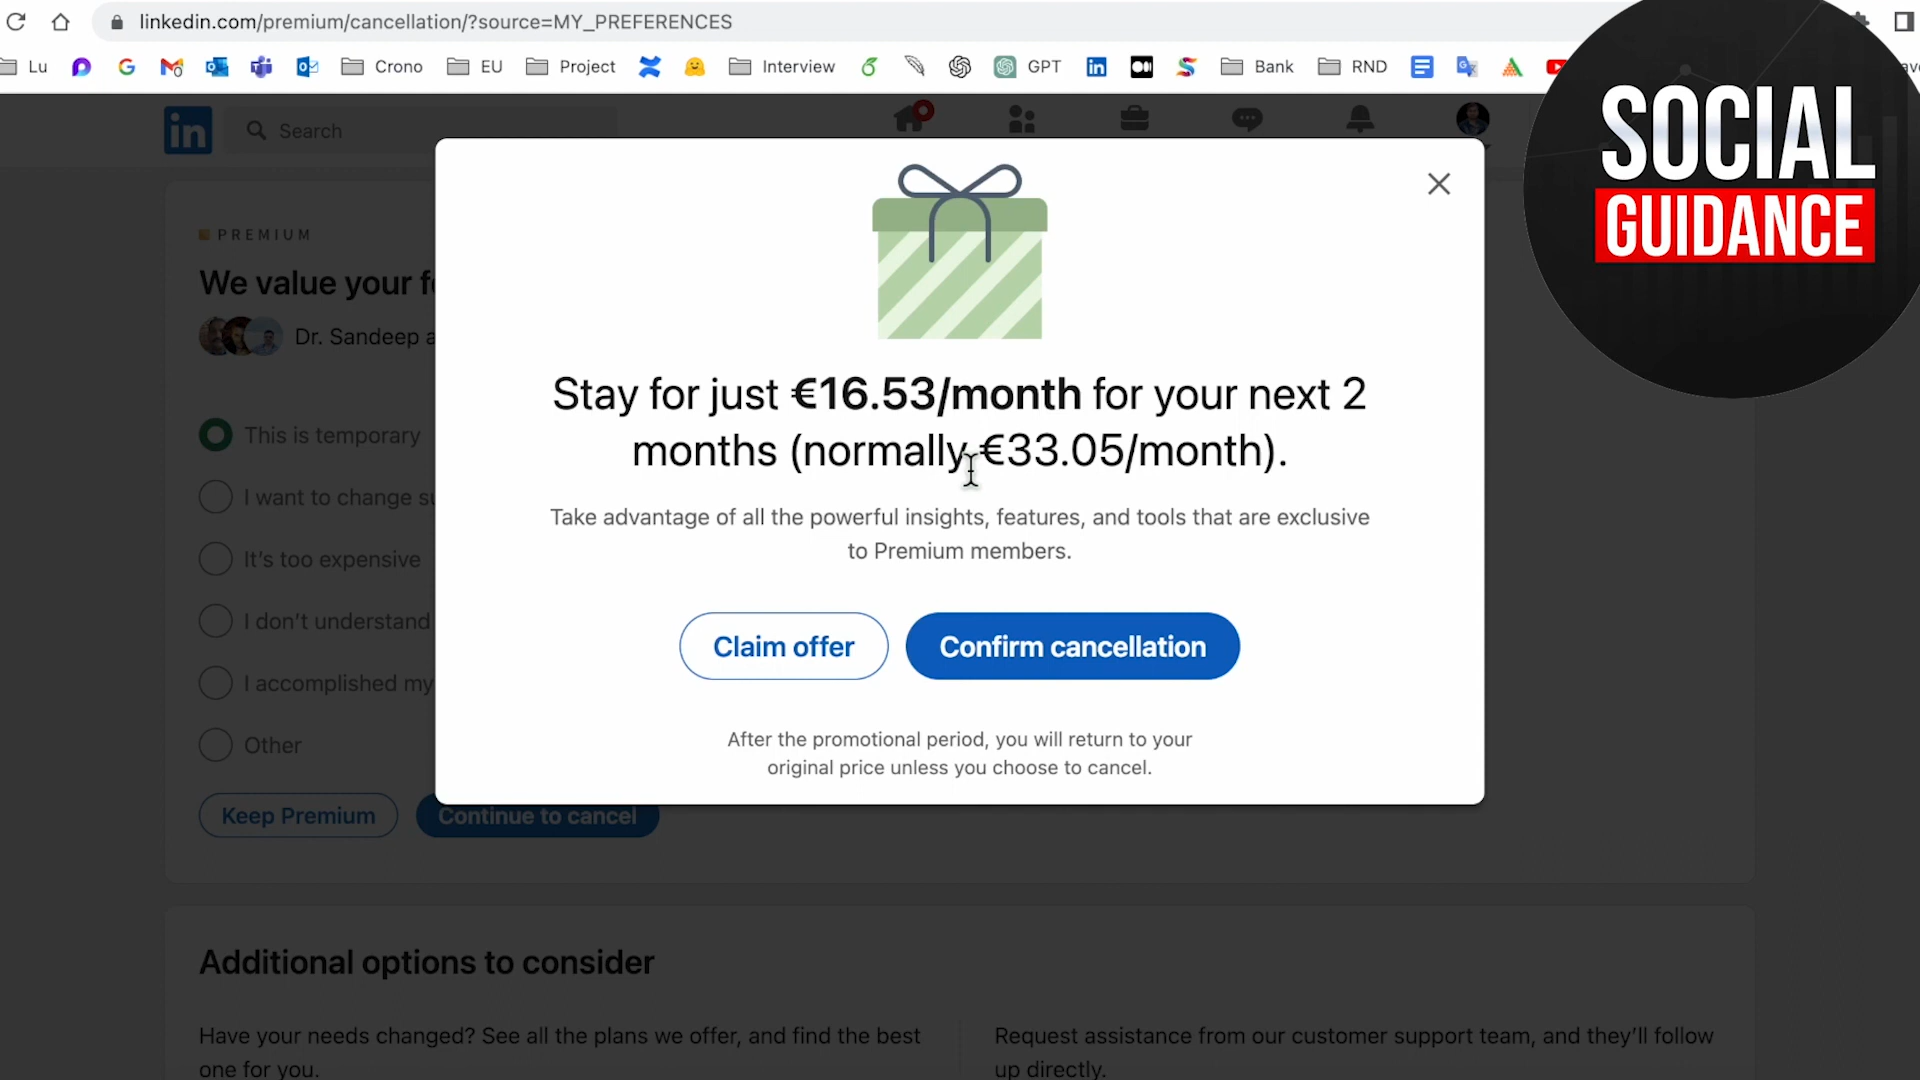 linkedin.com/premium/cancellation/?source=MY_PREFERENCES
Lu
Crono
EU
Project
Interview
GPT
Bank
RND
SOCIAL
GUIDANCE
in
Search
PREMIUM
We value your f
Dr. Sandeep a
This is temporary
I want to change su
It's too expensive
I don't understand
I accomplished my
Other
Keep Premium
Continue to cancel
Stay for just €16.53/month for your next 2
months (normally €33.05/month).
Take advantage of all the powerful insights, features, and tools that are exclusive
to Premium members.
Claim offer
Confirm cancellation
After the promotional period, you will return to your
original price unless you choose to cancel.
Additional options to consider
Have your needs changed? See all the plans we offer, and find the best
one for you.
Request assistance from our customer support team, and they'll follow
up directly.